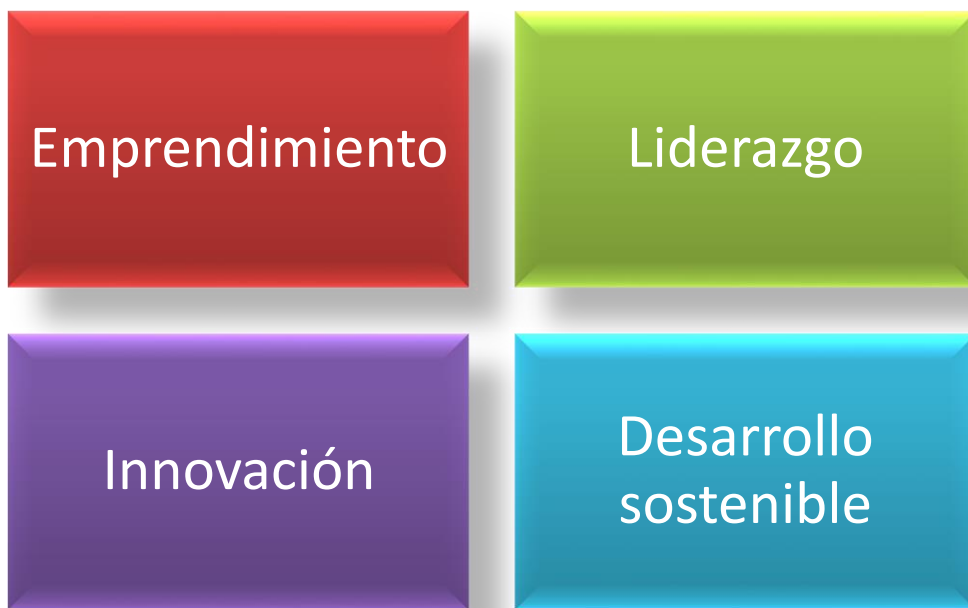 Emprendimiento
Liderazgo
Innovación
Desarrollo
sostenible